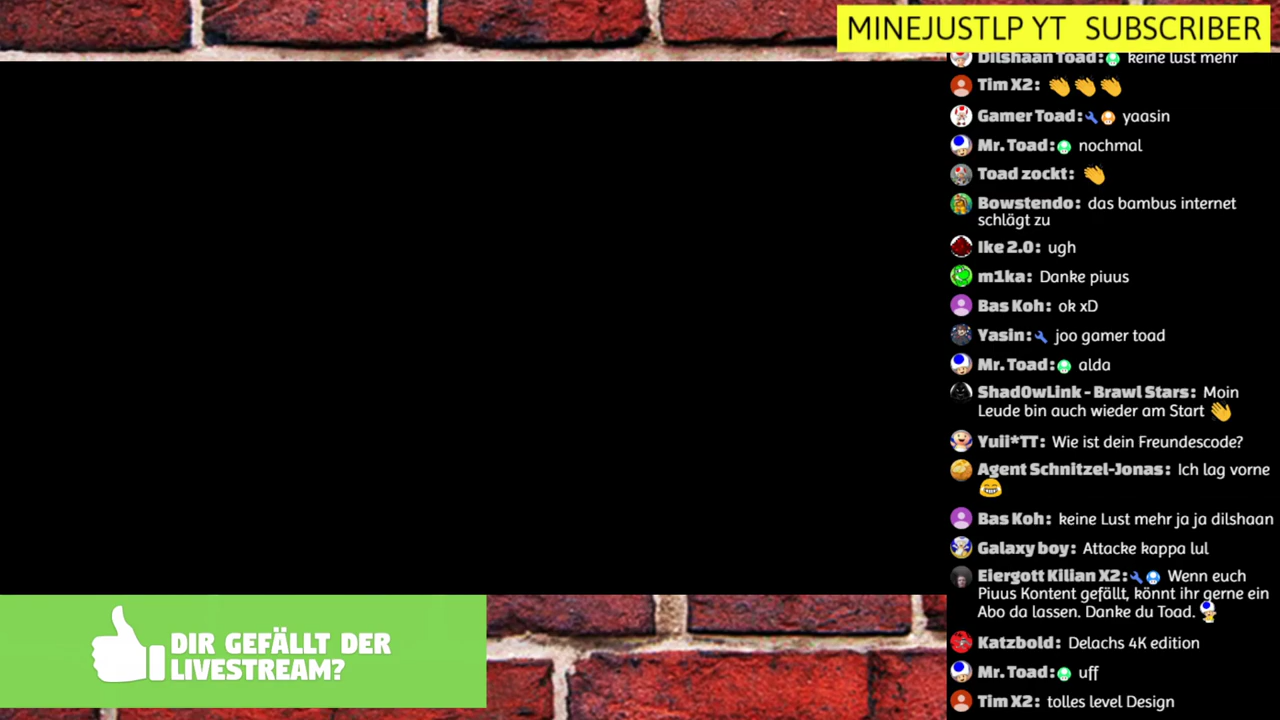 MINEJUSTLP YT SUBSCRIBER
Dilshaan Toad: keine lust mehr
Tim X2: 👏👏👏
Gamer Toad: yaasin
Mr. Toad: nochmal
Toad zockt: 👏
Bowstendo: das bambus internet
schlägt zu
Ike 2.0: ugh
m1ka: Danke piuus
Bas Koh: ok xD
Yasin: joo gamer toad
Mr. Toad: alda
Shad0wLink - Brawl Stars: Moin
Leude bin auch wieder am Start 👋
Yuii*TT: Wie ist dein Freundescode?
Agent Schnitzel-Jonas: Ich lag vorne
😂
Bas Koh: keine Lust mehr ja ja dilshaan
Galaxy boy: Attacke kappa lul
Eiergott Kilian X2: Wenn euch
Piuus Kontent gefällt, könnt ihr gerne ein
Abo da lassen. Danke du Toad.
Katzbold: Delachs 4K edition
Mr. Toad: uff
Tim X2: tolles level Design
DIR GEFÄLLT DER
LIVESTREAM?